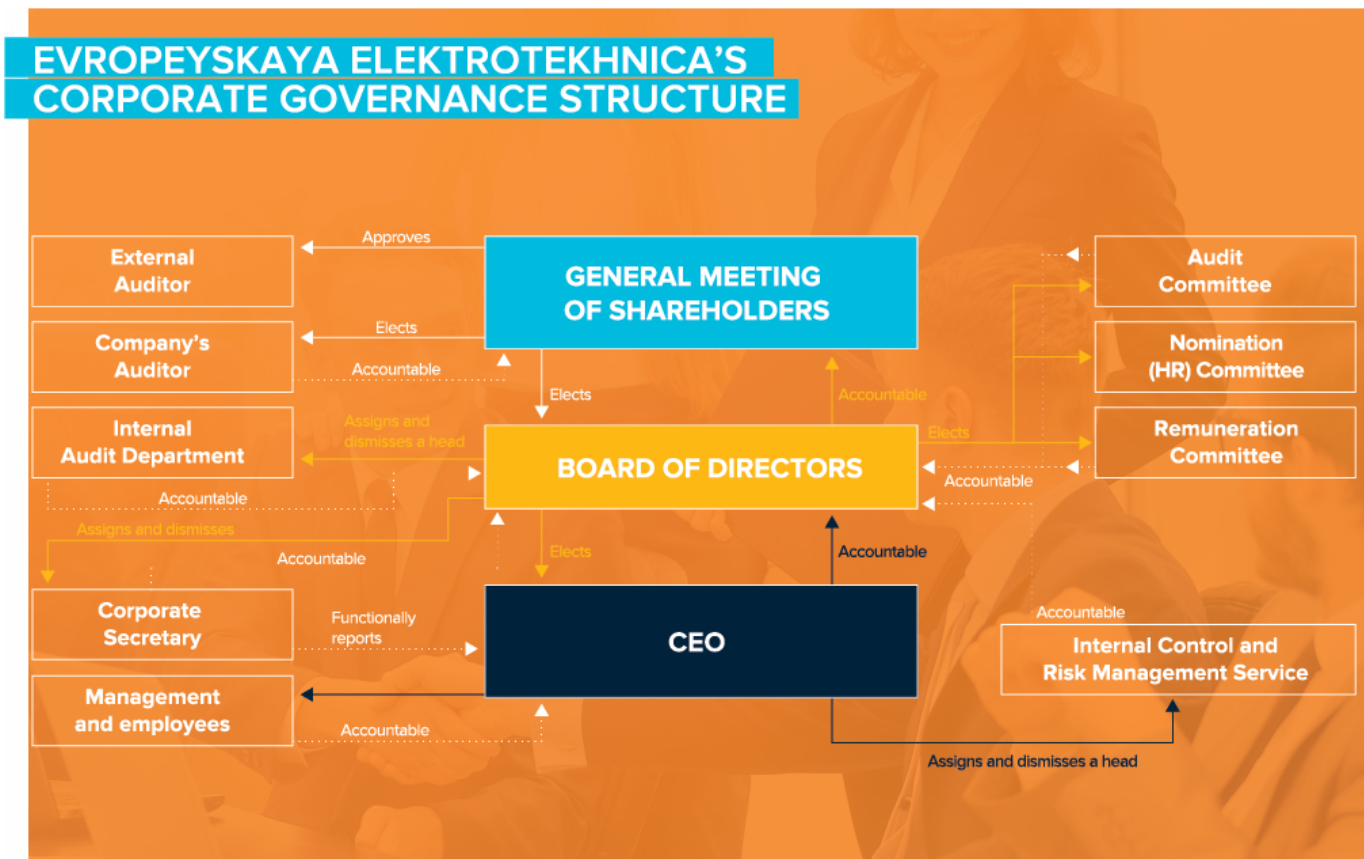 EVROPEYSKAYA ELEKTROTEKHNICA'S
CORPORATE GOVERNANCE STRUCTURE
External
Auditor
Approves
GENERAL MEETING
OF SHAREHOLDERS
Audit
Committee
Company's
Auditor
Elects
Accountable
Nomination
(HR) Committee
Elects
Accountable
Internal
Audit Department
Assigns and
dismisses a head
Accountable
BOARD OF DIRECTORS
Elects
Accountable
Remuneration
Committee
Assigns and dismisses
Accountable
Elects
Accountable
Corporate
Secretary
Functionally
reports
CEO
Accountable
Internal Control and
Risk Management Service
Management
and employees
Accountable
Assigns and dismisses a head